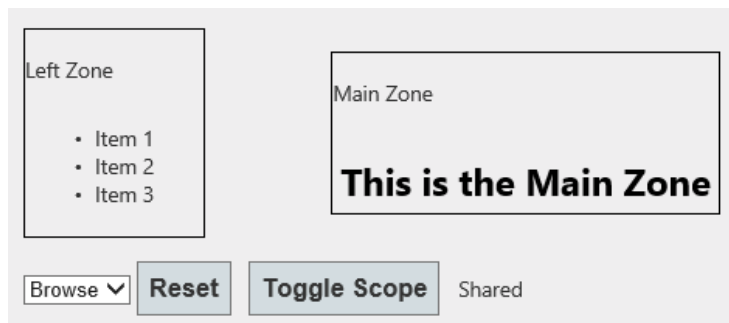 Left Zone
• Item 1
• Item 2
• Item 3
Main Zone
This is the Main Zone
Browse Reset Toggle Scope Shared